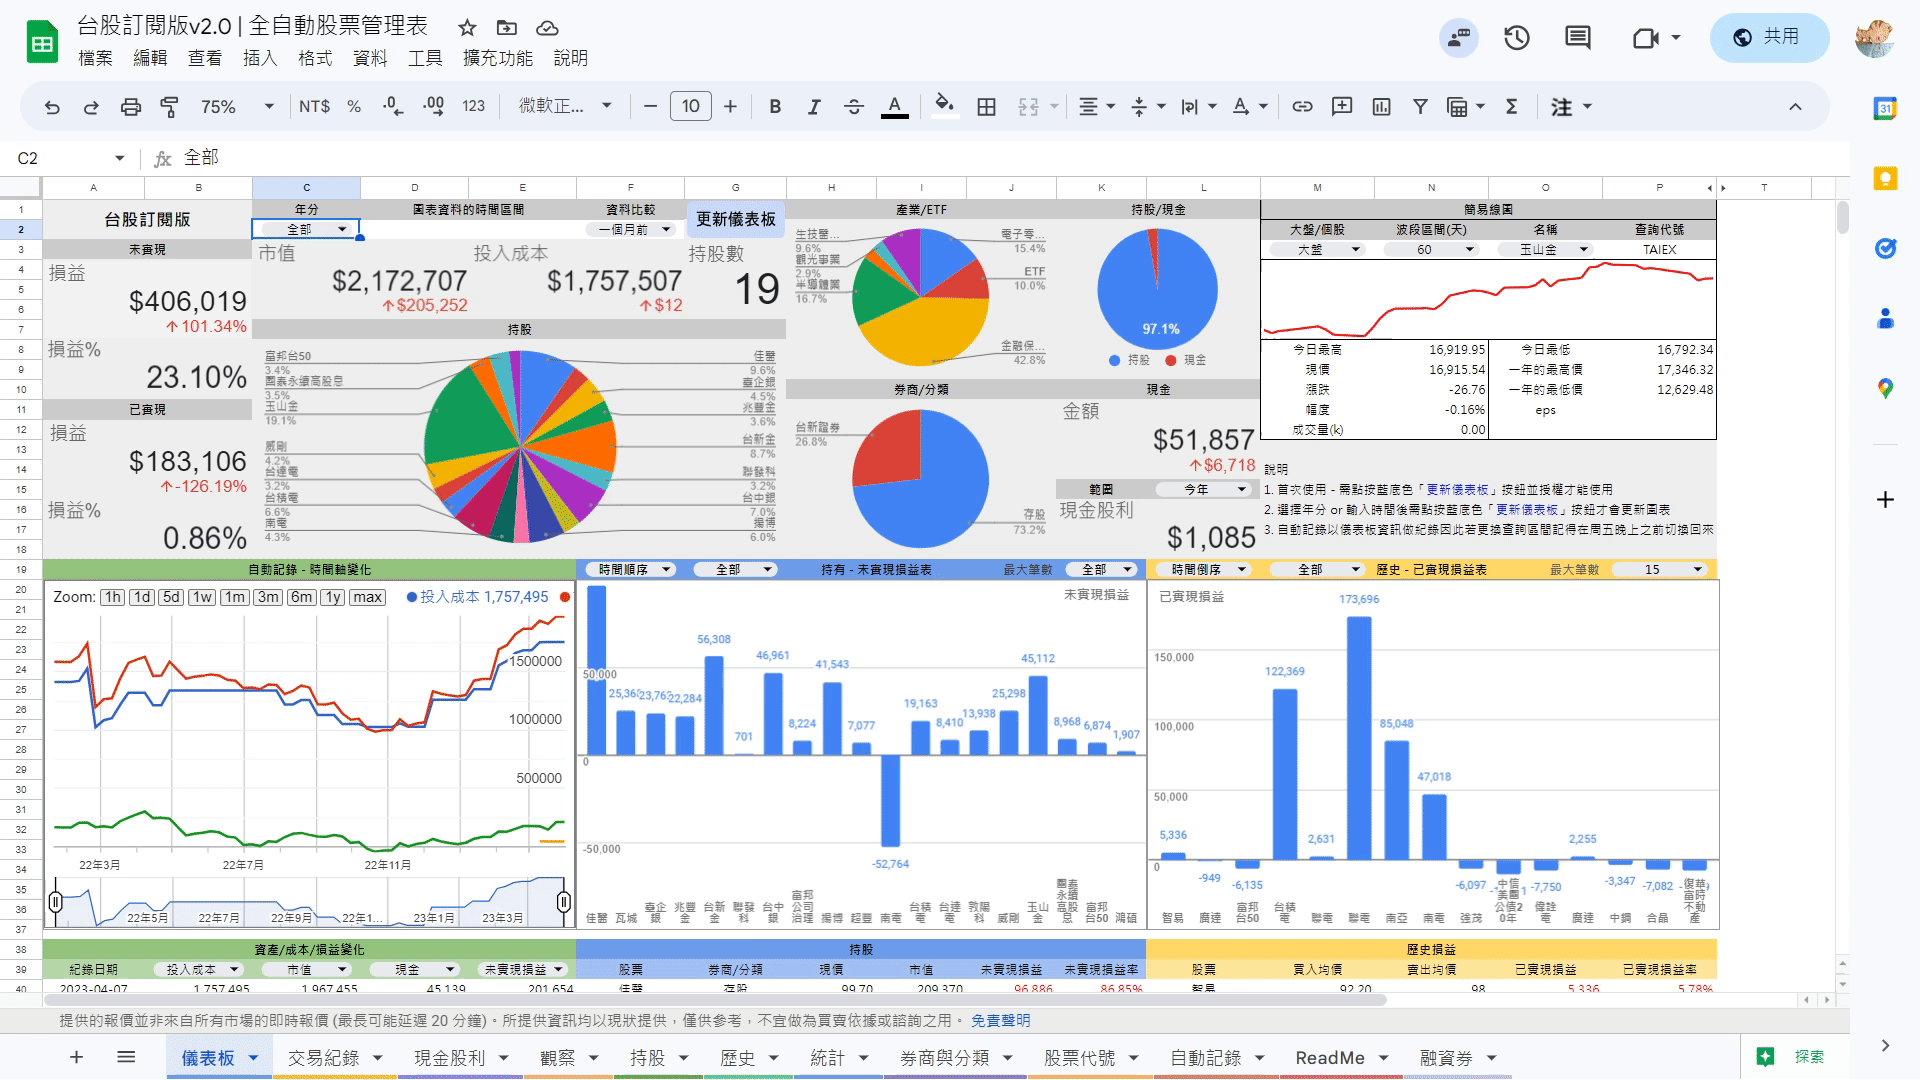 台股訂閱版v2.0 | 全自動股票管理表
檔案 編輯 查看 插入 格式 資料 工具 擴充功能 說明
共用
75% NT$ % .0 .00 123 微軟正... 10 B I A 注
C2 fx 全部
A B C D E F G H I J K L M N O P T
台股訂閱版 年分 圖表資料的時間區間 資料比較 更新儀表板 產業/ETF 持股/現金 簡易線圖
全部 一個月前 大盤/個股 波段區間(天) 名稱 查詢代號
未實現 市值 投入成本 持股數 大盤 60 玉山金 TAIEX
損益 $406,019 ↑101.34%
$2,172,707 ↑$205,252
$1,757,507 ↑$12
19
損益% 23.10%
已實現
損益 $183,106 ↑-126.19%
損益% 0.86%
持股
富邦台50 3.4%
國泰永續高股息 3.5%
玉山金 19.1%
威剛 4.2%
台達電 3.2%
台積電 6.6%
南電 4.3%
佳醫 9.6%
臺企銀 4.5%
兆豐金 3.6%
台新金 8.7%
聯發科 3.2%
台中銀 7.0%
揚博 6.0%
生技醫... 9.6%
觀光事業 2.9%
半導體業 16.7%
電子零... 15.4%
ETF 10.0%
金融保... 42.8%
97.1%
持股 現金
券商/分類 現金
台新證券 26.8%
存股 73.2%
金額 $51,857 ↑$6,718
範圍 今年
現金股利 $1,085
今日最高 16,919.95 今日最低 16,792.34
現價 16,915.54 一年的最高價 17,346.32
漲跌 -26.76 一年的最低價 12,629.48
幅度 -0.16% eps
成交量(k) 0.00
說明
1. 首次使用 - 需點按藍底色「更新儀表板」按鈕並授權才能使用
2. 選擇年分 or 輸入時間後需點按藍底色「更新儀表板」按鈕才會更新圖表
3. 自動記錄以儀表板資訊做紀錄因此若更換查詢區間記得在周五晚上之前切換回來
自動記錄 - 時間軸變化 時間順序 全部 持有 - 未實現損益表 最大筆數 全部 時間倒序 全部 歷史 - 已實現損益表 最大筆數 15
Zoom: 1h 1d 5d 1w 1m 3m 6m 1y max 投入成本 1,757,495
1500000
1000000
500000
22年3月 22年7月 22年11月
22年5月 22年7月 22年9月 22年1... 23年1月 23年3月
未實現損益
50,000
0
-50,000
25,360 22,284 56,308 701 46,961 8,224 41,543 7,077 -52,764 19,163 8,410 13,938 25,298 45,112 8,968 6,874 1,907
佳醫 瓦城 臺企銀 兆豐金 台新金 聯發科 台中銀 富邦公司治理 揚博 超豐 南電 台積電 台達電 敦陽科 威剛 玉山金 國泰永續高股息 富邦台50 鴻碩
已實現損益
150,000
100,000
50,000
0
5,336 -949 -6,135 122,369 2,631 173,696 85,048 47,018 -6,097 -7,750 2,255 -3,347 -7,082
智易 廣達 富邦台50 台積電 聯電 聯電 南亞 南電 強茂 中信美國公債20年 偉詮電 廣達 中鋼 合晶 復華富時不動產
資產/成本/損益變化 持股 歷史損益
紀錄日期 投入成本 市值 現金 未實現損益 股票 券商/分類 現價 市值 未實現損益 未實現損益率 股票 買入均價 賣出均價 已實現損益 已實現損益率
2023-04-07 1,757,495 1,967,455 45,139 201,654 佳醫 存股 99.70 209,370 96,886 86.85% 智易 92.20 98 5,336 5.78%
提供的報價並非來自所有市場的即時報價 (最長可能延遲 20 分鐘)。所提供資訊均以現狀提供，僅供參考，不宜做為買賣依據或諮詢之用。 免責聲明
儀表板 交易紀錄 現金股利 觀察 持股 歷史 統計 券商與分類 股票代號 自動記錄 ReadMe 融資券 探索